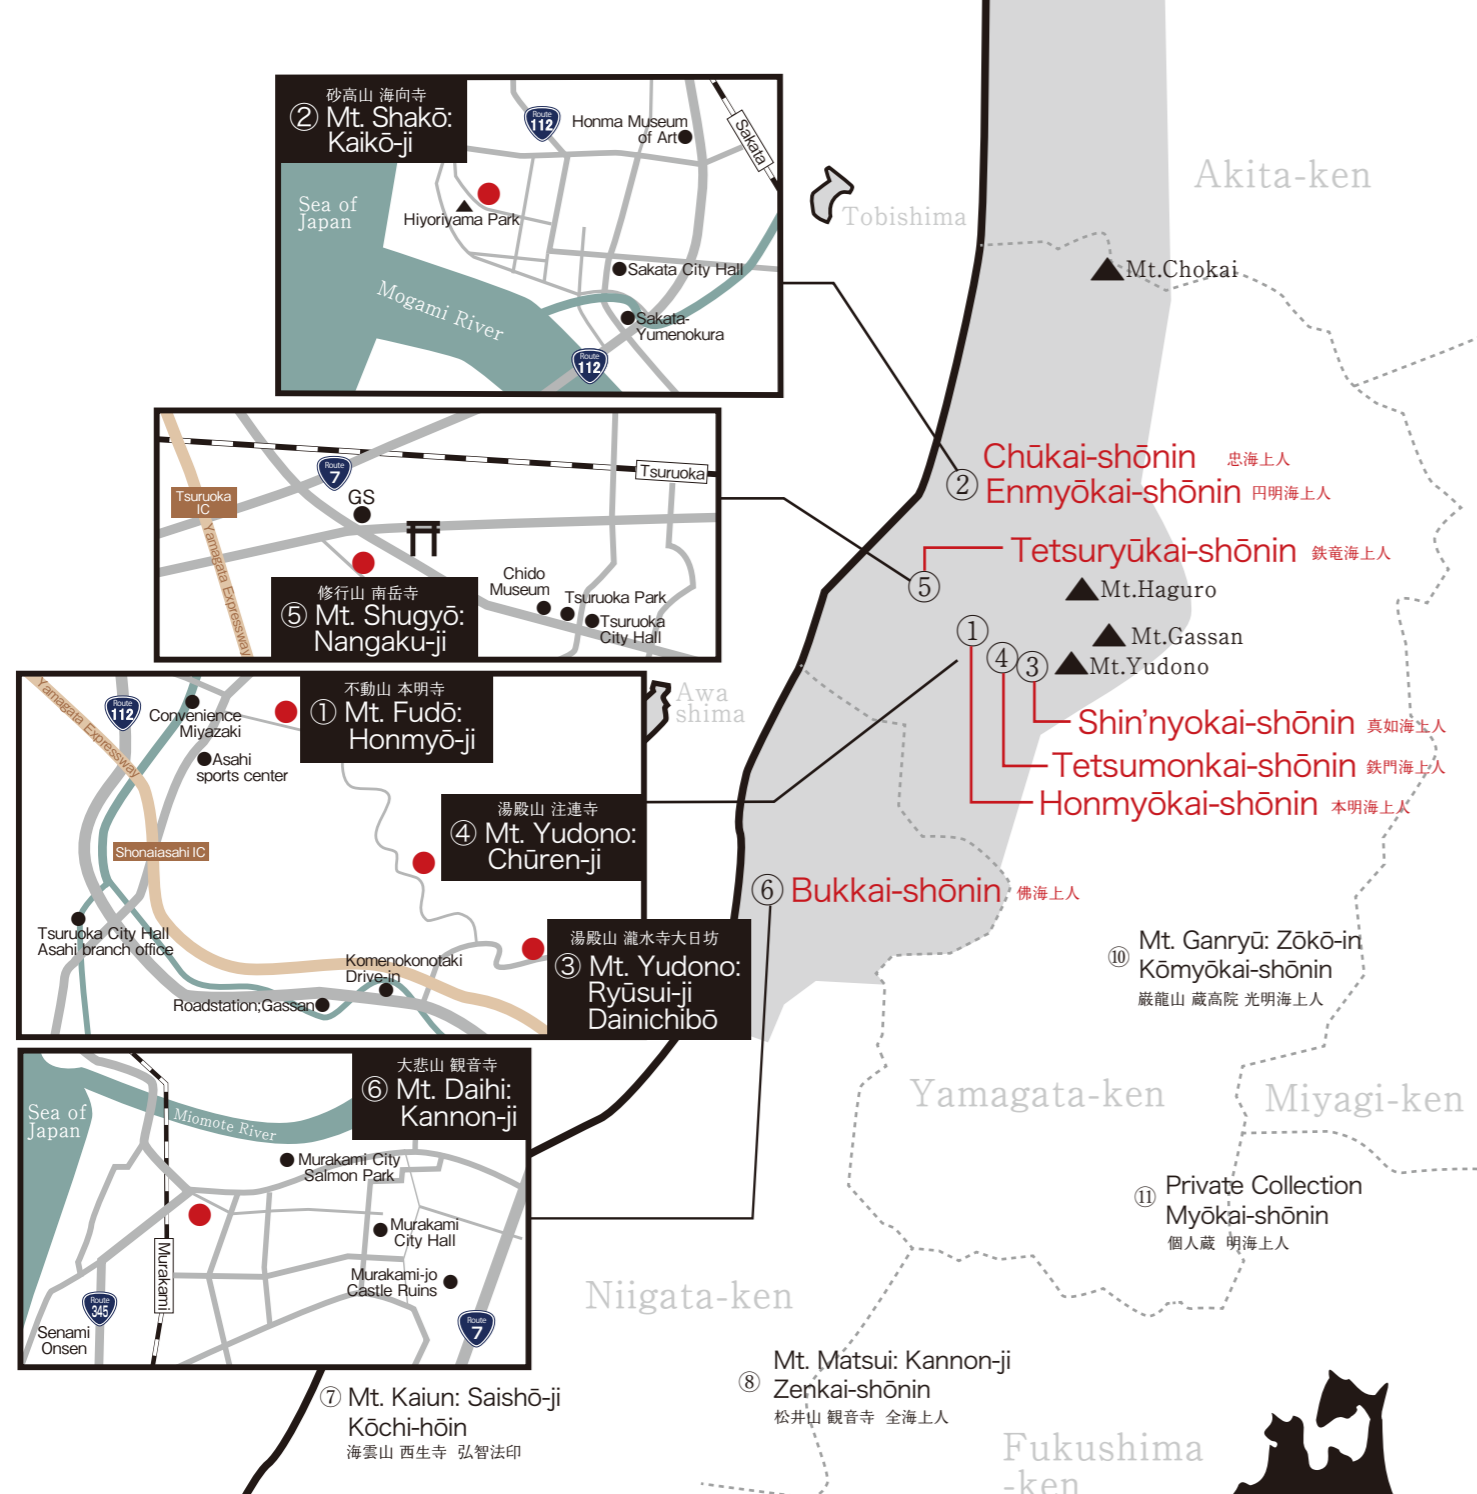 砂高山 海向寺
② Mt. Shakō:
Kaikō-ji
Route
112
Honma Museum
of Art
Sakata
Sea of
Japan
Hiyoriyama Park
Mogami River
Sakata City Hall
Sakata-
Yumenokura
Route
112
Tobishima
Akita-ken
Mt.Chokai
Tsuruoka
IC
Yamagata Expressway
Route
7
GS
Tsuruoka
修行山 南岳寺
⑤ Mt. Shugyō:
Nangaku-ji
Chido
Museum
Tsuruoka Park
Tsuruoka
City Hall
② Chūkai-shōnin 忠海上人
Enmyōkai-shōnin 円明海上人
⑤ Tetsuryūkai-shōnin 鉄竜海上人
Mt.Haguro
Mt.Gassan
Mt.Yudono
①
④
③
Shin'nyokai-shōnin 真如海上人
Tetsumonkai-shōnin 鉄門海上人
Honmyōkai-shōnin 本明海上人
Yamagata Expressway
Route
112
Convenience
Miyazaki
Asahi
sports center
不動山 本明寺
① Mt. Fudō:
Honmyō-ji
Awa
shima
湯殿山 注連寺
④ Mt. Yudono:
Chūren-ji
Shonaiasahi IC
Tsuruoka City Hall
Asahi branch office
Komenokonotaki
Drive-in
Roadstation;Gassan
湯殿山 瀧水寺大日坊
③ Mt. Yudono:
Ryūsui-ji
Dainichibō
⑥ Bukkai-shōnin 佛海上人
⑩ Mt. Ganryū: Zōkō-in
Kōmyōkai-shōnin
巌龍山 蔵高院 光明海上人
大悲山 観音寺
⑥ Mt. Daihi:
Kannon-ji
Sea of
Japan
Miomote River
Murakami City
Salmon Park
Murakami
City Hall
Murakami-jo
Castle Ruins
Murakami
Route
345
Senami
Onsen
Route
7
Yamagata-ken
Miyagi-ken
⑪ Private Collection
Myōkai-shōnin
個人蔵 明海上人
Niigata-ken
⑦ Mt. Kaiun: Saishō-ji
Kōchi-hōin
海雲山 西生寺 弘智法印
⑧ Mt. Matsui: Kannon-ji
Zenkai-shōnin
松井山 観音寺 全海上人
Fukushima
-ken